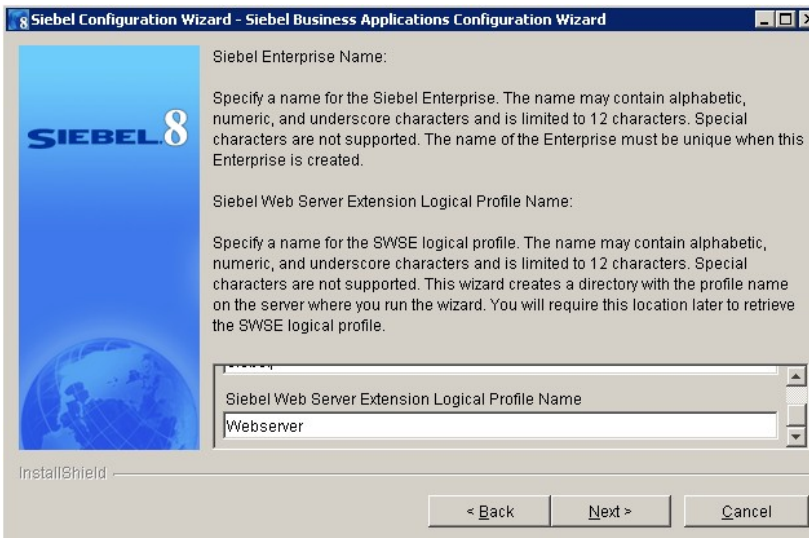 Siebel Configuration Wizard - Siebel Business Applications Configuration Wizard
SIEBEL. 8
Siebel Enterprise Name:
Specify a name for the Siebel Enterprise. The name may contain alphabetic,
numeric, and underscore characters and is limited to 12 characters. Special
characters are not supported. The name of the Enterprise must be unique when this
Enterprise is created.
Siebel Web Server Extension Logical Profile Name:
Specify a name for the SWSE logical profile. The name may contain alphabetic,
numeric, and underscore characters and is limited to 12 characters. Special
characters are not supported. This wizard creates a directory with the profile name
on the server where you run the wizard. You will require this location later to retrieve
the SWSE logical profile.
Siebel Web Server Extension Logical Profile Name
Webserver
InstallShield
< Back Next > Cancel